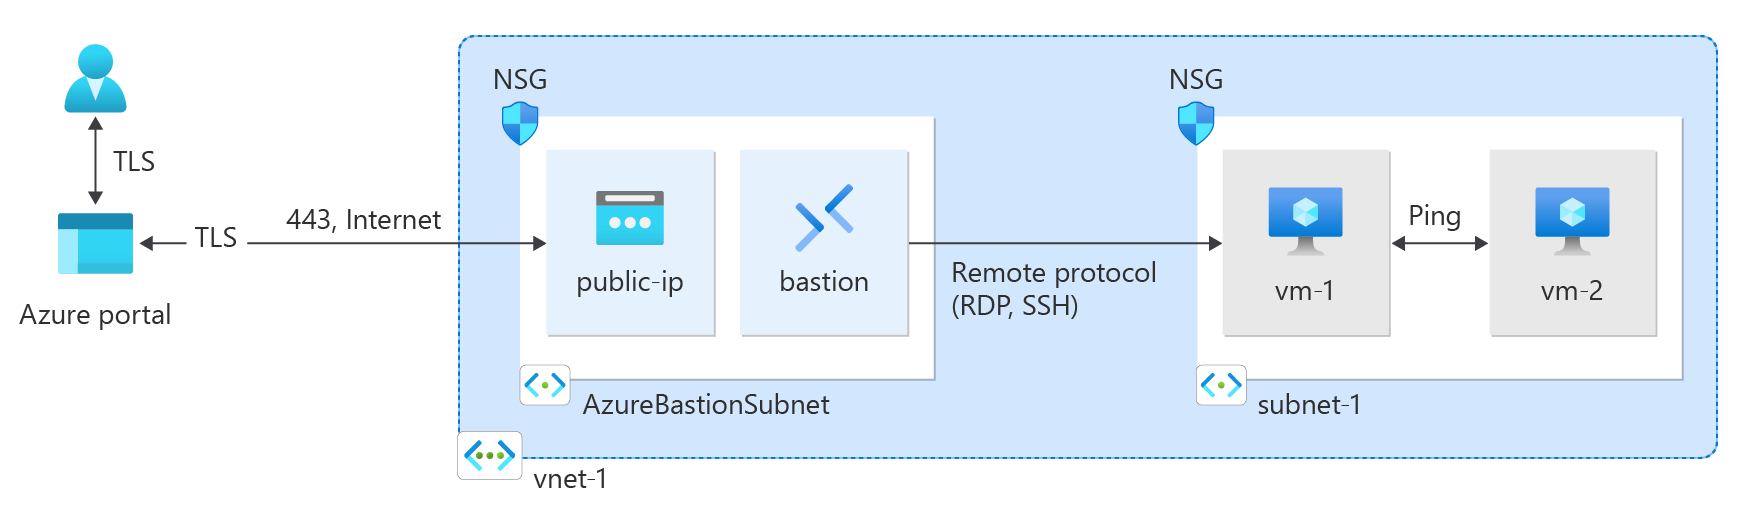 NSG
NSG
TLS
443, Internet
TLS
Azure portal
public-ip
bastion
Remote protocol
(RDP, SSH)
Ping
vm-1
vm-2
AzureBastionSubnet
subnet-1
vnet-1